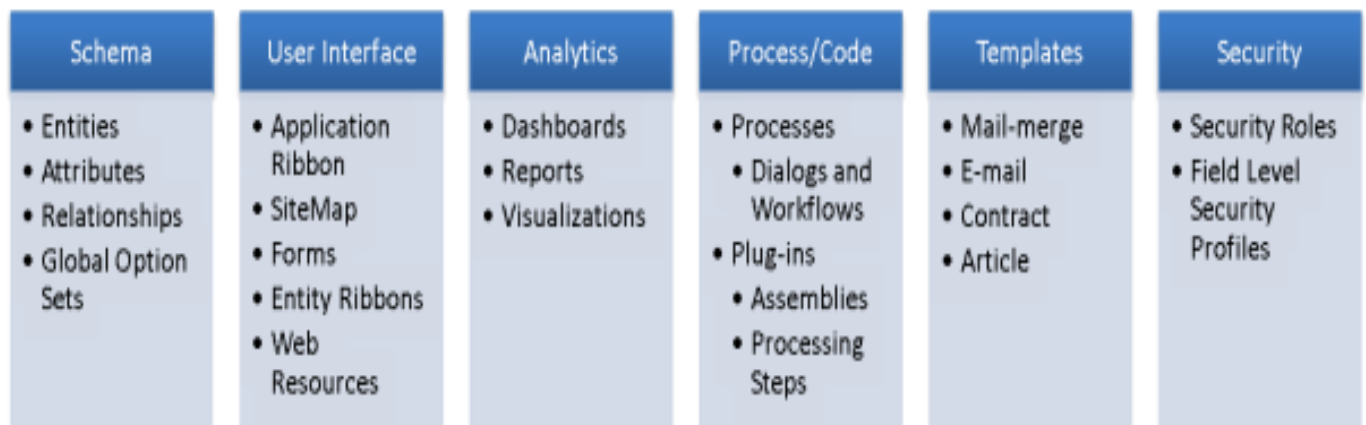 Schema
• Entities
• Attributes
• Relationships
• Global Option
Sets
User Interface
• Application
Ribbon
• SiteMap
• Forms
• Entity Ribbons
• Web
Resources
Analytics
• Dashboards
• Reports
• Visualizations
Process/Code
• Processes
• Dialogs and
Workflows
• Plug-ins
• Assemblies
• Processing
Steps
Templates
• Mail-merge
• E-mail
• Contract
• Article
Security
• Security Roles
• Field Level
Security
Profiles